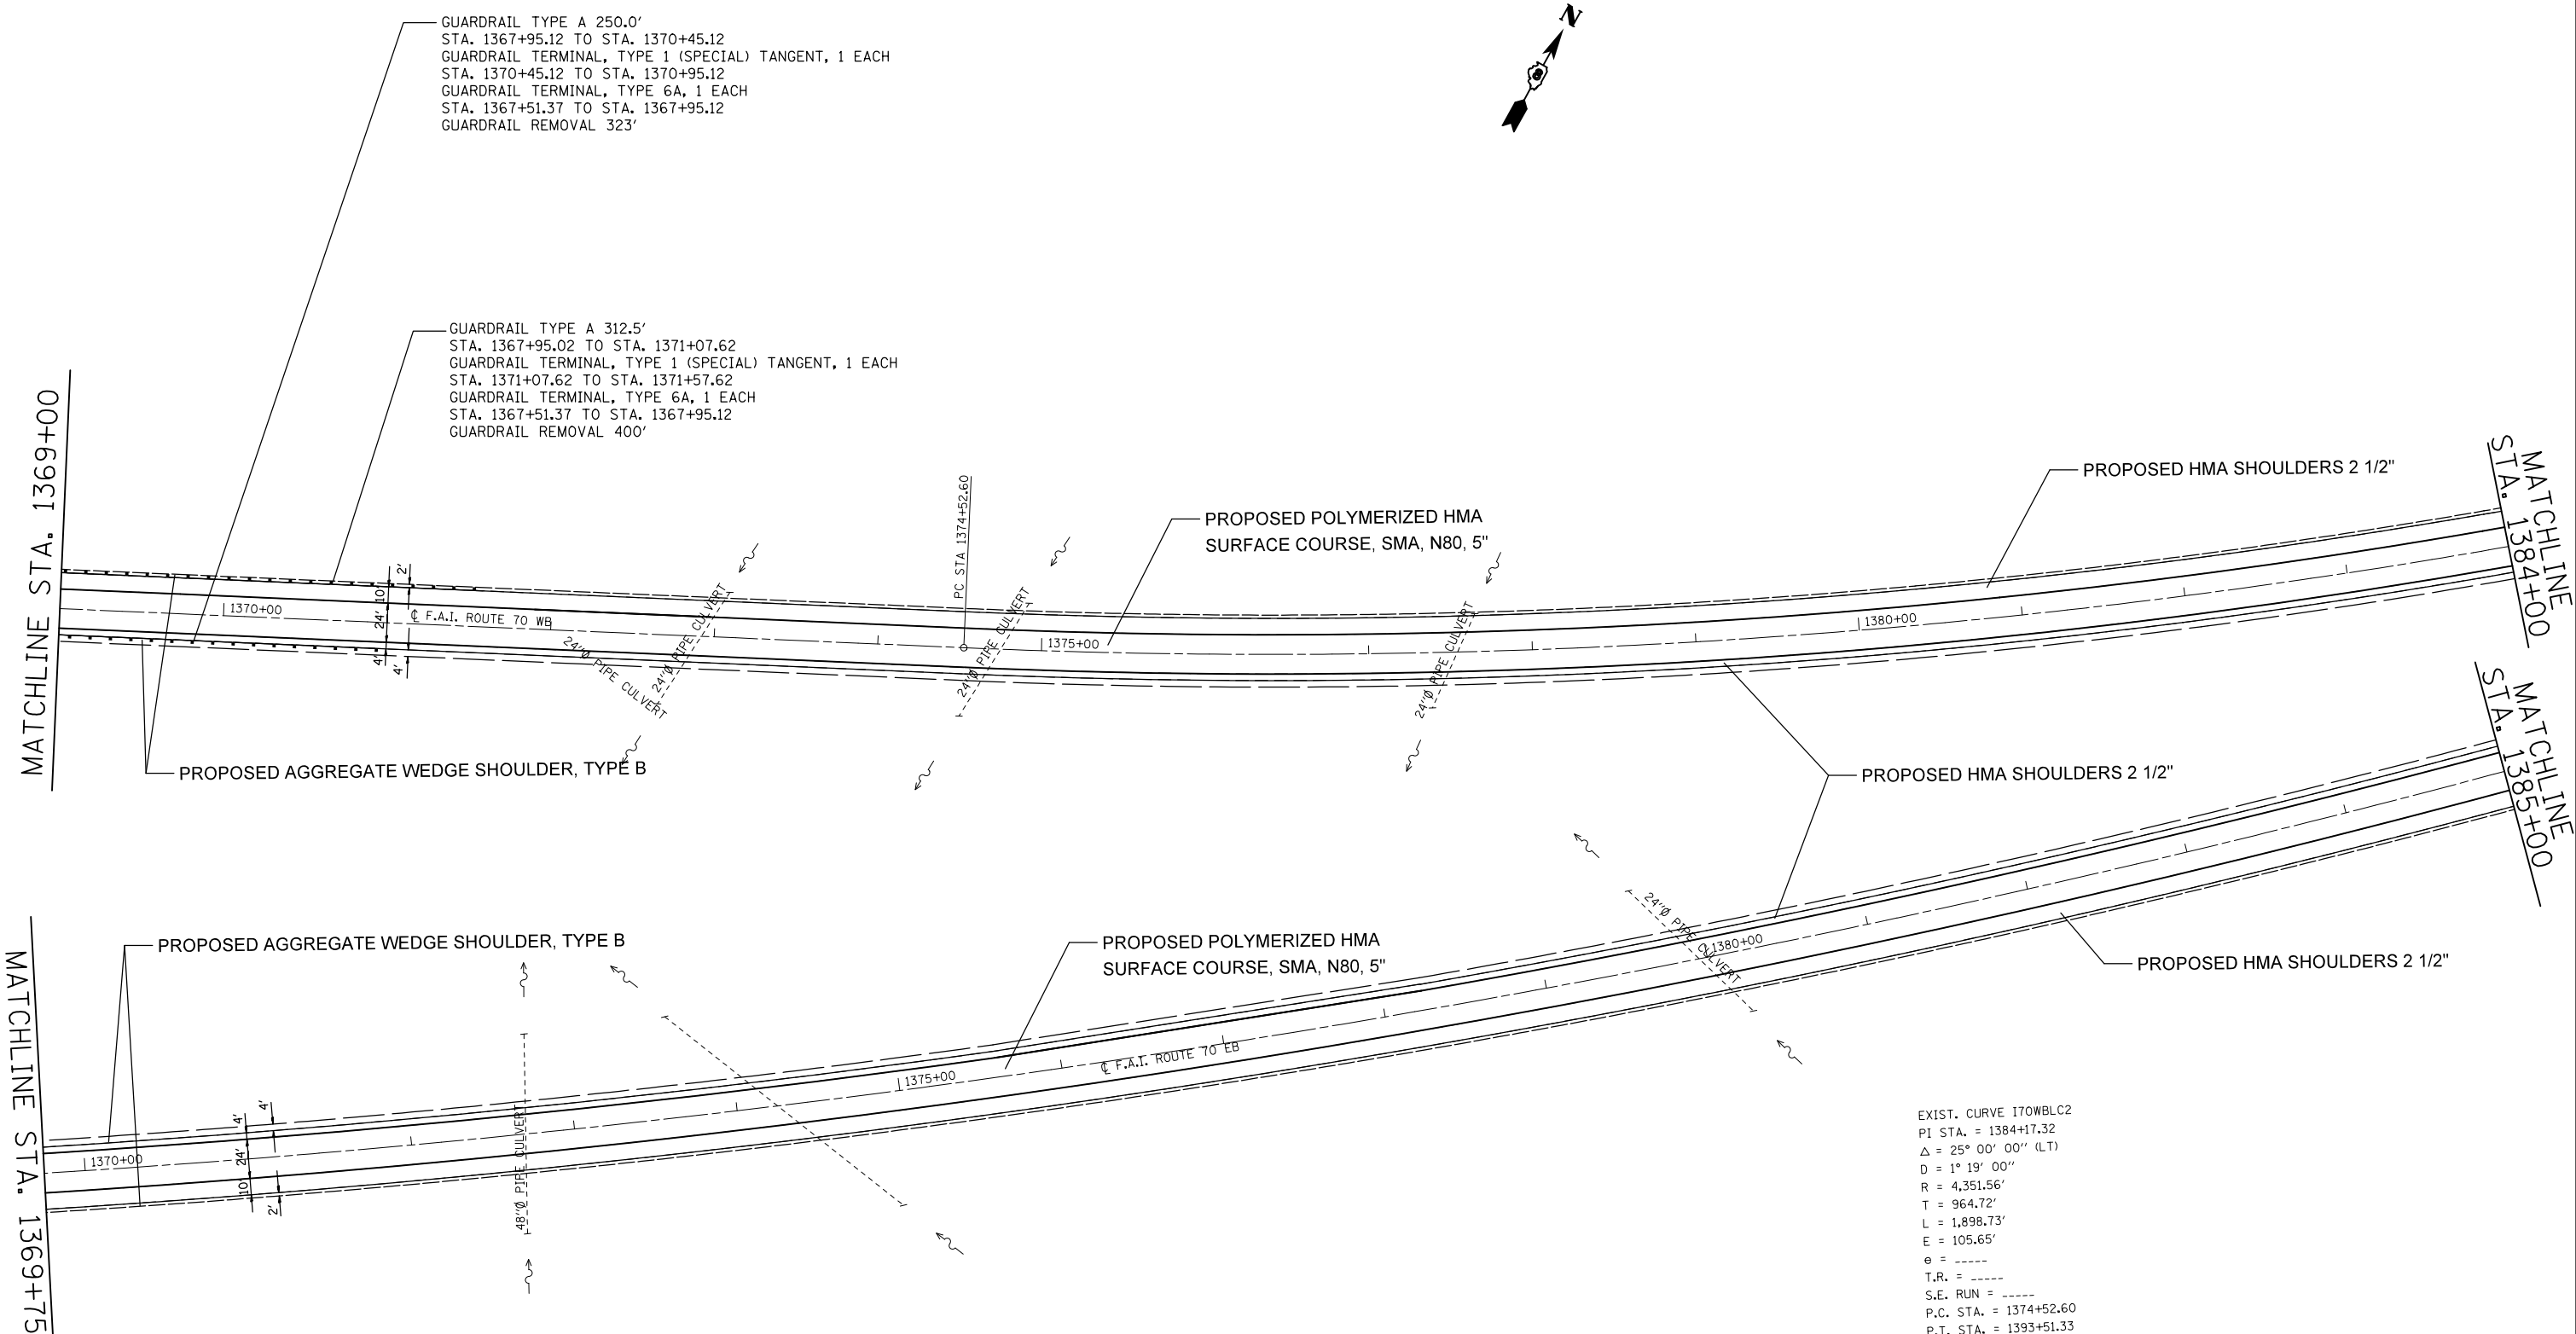 GUARDRAIL TYPE A 250.0'
STA. 1367+95.12 TO STA. 1370+45.12
GUARDRAIL TERMINAL, TYPE 1 (SPECIAL) TANGENT, 1 EACH
STA. 1370+45.12 TO STA. 1370+95.12
GUARDRAIL TERMINAL, TYPE 6A, 1 EACH
STA. 1367+51.37 TO STA. 1367+95.12
GUARDRAIL REMOVAL 323'
N
GUARDRAIL TYPE A 312.5'
STA. 1367+95.02 TO STA. 1371+07.62
GUARDRAIL TERMINAL, TYPE 1 (SPECIAL) TANGENT, 1 EACH
STA. 1371+07.62 TO STA. 1371+57.62
GUARDRAIL TERMINAL, TYPE 6A, 1 EACH
STA. 1367+51.37 TO STA. 1367+95.12
GUARDRAIL REMOVAL 400'
MATCHLINE STA. 1369+00
PROPOSED HMA SHOULDERS 2 1/2"
MATCHLINE
STA. 1384+00
PC STA 1374+52.60
PROPOSED POLYMERIZED HMA
SURFACE COURSE, SMA, N80, 5"
2'
10'
24'
4'
4'
1370+00
℄ F.A.I. ROUTE 70 WB
24"Ø PIPE CULVERT
24"Ø PIPE CULVERT
24"Ø PIPE CULVERT
1375+00
24"Ø PIPE CULVERT
1380+00
PROPOSED AGGREGATE WEDGE SHOULDER, TYPE B
PROPOSED HMA SHOULDERS 2 1/2"
MATCHLINE
STA. 1385+00
MATCHLINE STA. 1369+75
PROPOSED AGGREGATE WEDGE SHOULDER, TYPE B
PROPOSED POLYMERIZED HMA
SURFACE COURSE, SMA, N80, 5"
24"Ø PIPE CULVERT
1380+00
PROPOSED HMA SHOULDERS 2 1/2"
1370+00
4'
4'
24'
10'
2'
48"Ø PIPE CULVERT
1375+00
℄ F.A.I. ROUTE 70 EB
EXIST. CURVE I70WBLC2
PI STA. = 1384+17.32
Δ = 25° 00' 00" (LT)
D = 1° 19' 00"
R = 4,351.56'
T = 964.72'
L = 1,898.73'
E = 105.65'
e = -----
T.R. = -----
S.E. RUN = -----
P.C. STA. = 1374+52.60
P.T. STA. = 1393+51.33